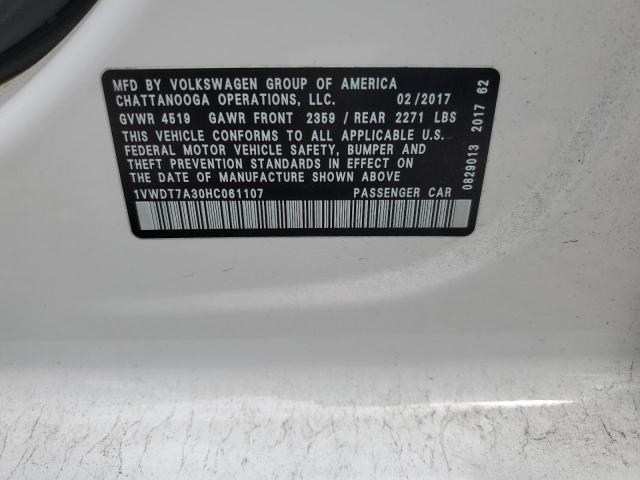 MFD BY VOLKSWAGEN GROUP OF AMERICA
CHATTANOOGA OPERATIONS, LLC. 02/2017
GVWR 4519 GAWR FRONT 2359 / REAR 2271 LBS
THIS VEHICLE CONFORMS TO ALL APPLICABLE U.S.
FEDERAL MOTOR VEHICLE SAFETY, BUMPER AND
THEFT PREVENTION STANDARDS IN EFFECT ON
THE DATE OF MANUFACTURE SHOWN ABOVE
1VWDT7A30HC061107 PASSENGER CAR
0829013 2017 62